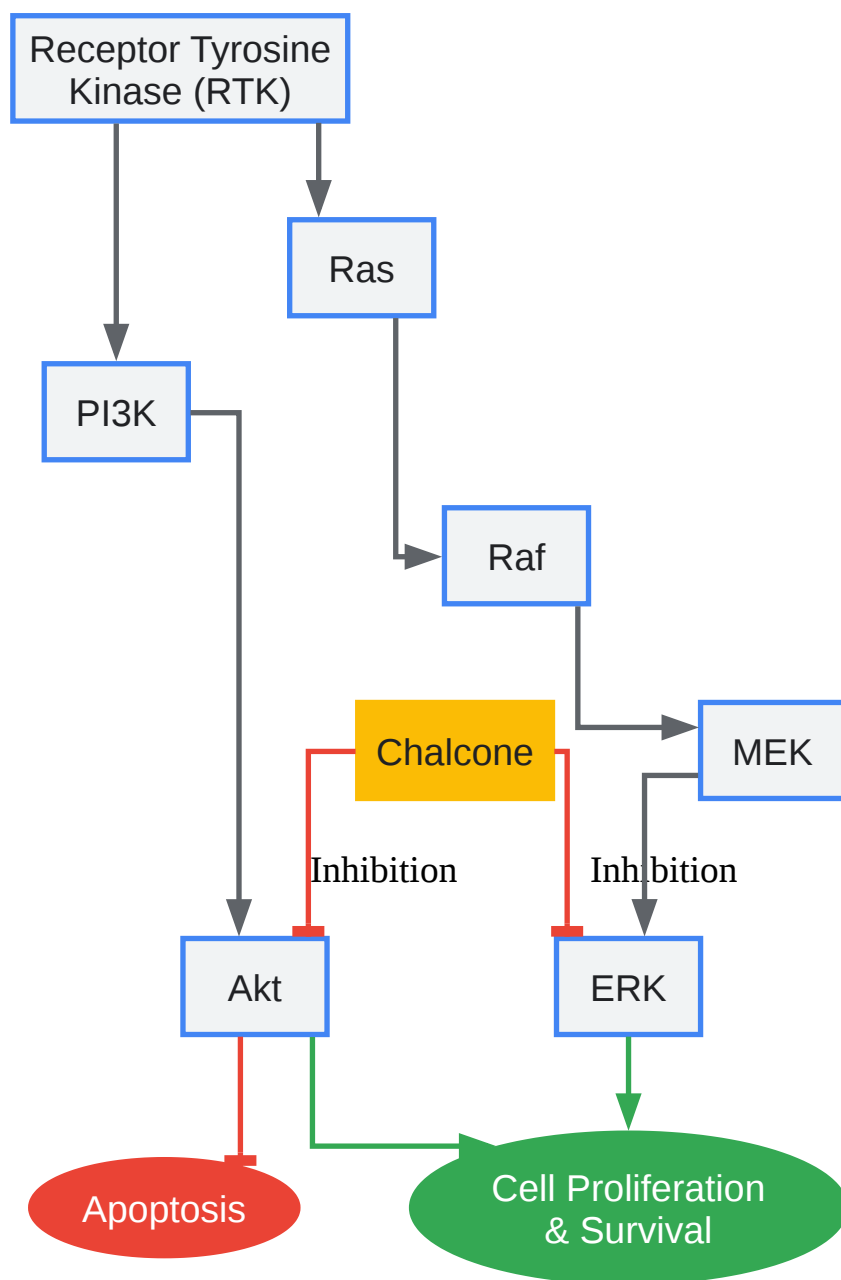 Receptor Tyrosine
Kinase (RTK)
Ras
PI3K
Raf
Chalcone
MEK
Inhibition
Inhibition
Akt
ERK
Apoptosis
Cell Proliferation
& Survival